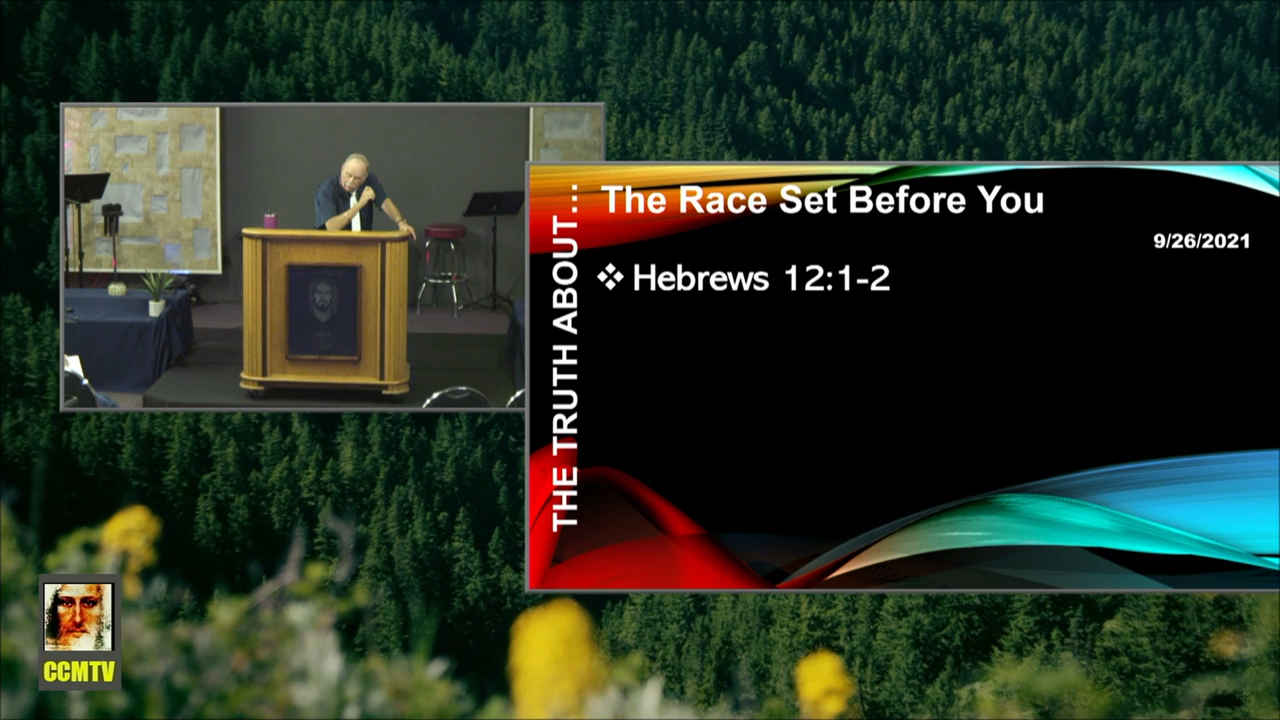 The Race Set Before You
9/26/2021
THE TRUTH ABOUT...
❖ Hebrews 12:1-2
CCMTV